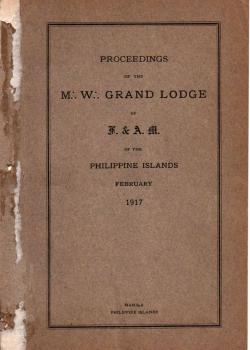 PROCEEDINGS
OF THE
M∴ W∴ GRAND LODGE
OF
F. & A. M.
OF THE
PHILIPPINE ISLANDS
FEBRUARY
1917
MANILA
PHILIPPINE ISLANDS